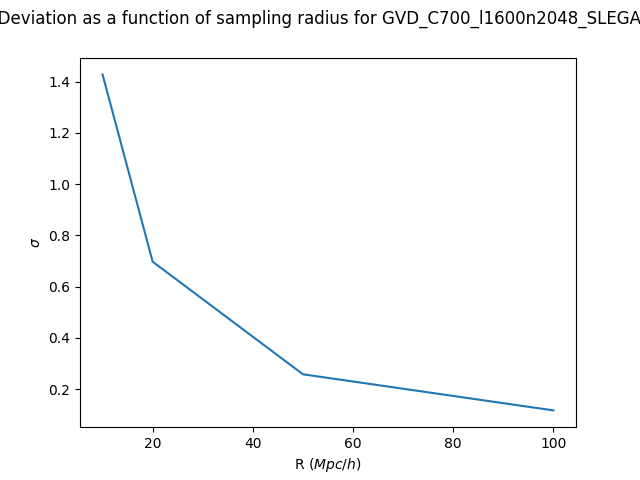 Deviation as a function of sampling radius for GVD_C700_l1600n2048_SLEGA
1.4
1.2
1.0
0.8
0.6
0.4
0.2
σ
20 40 60 80 100
R (Mpc/h)